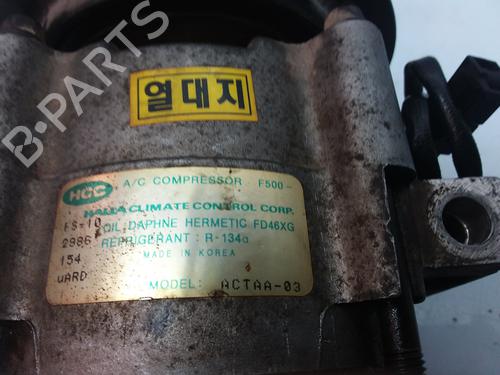 B-PARTS
열대지
HCC A/C COMPRESSOR F500-
HALLA CLIMATE CONTROL CORP.
FS-10 OIL DAPHNE HERMETIC FD46XG
2986 REFRIGERANT : R-134a
154 MADE IN KOREA
UARD
MODEL: ACTAA-03